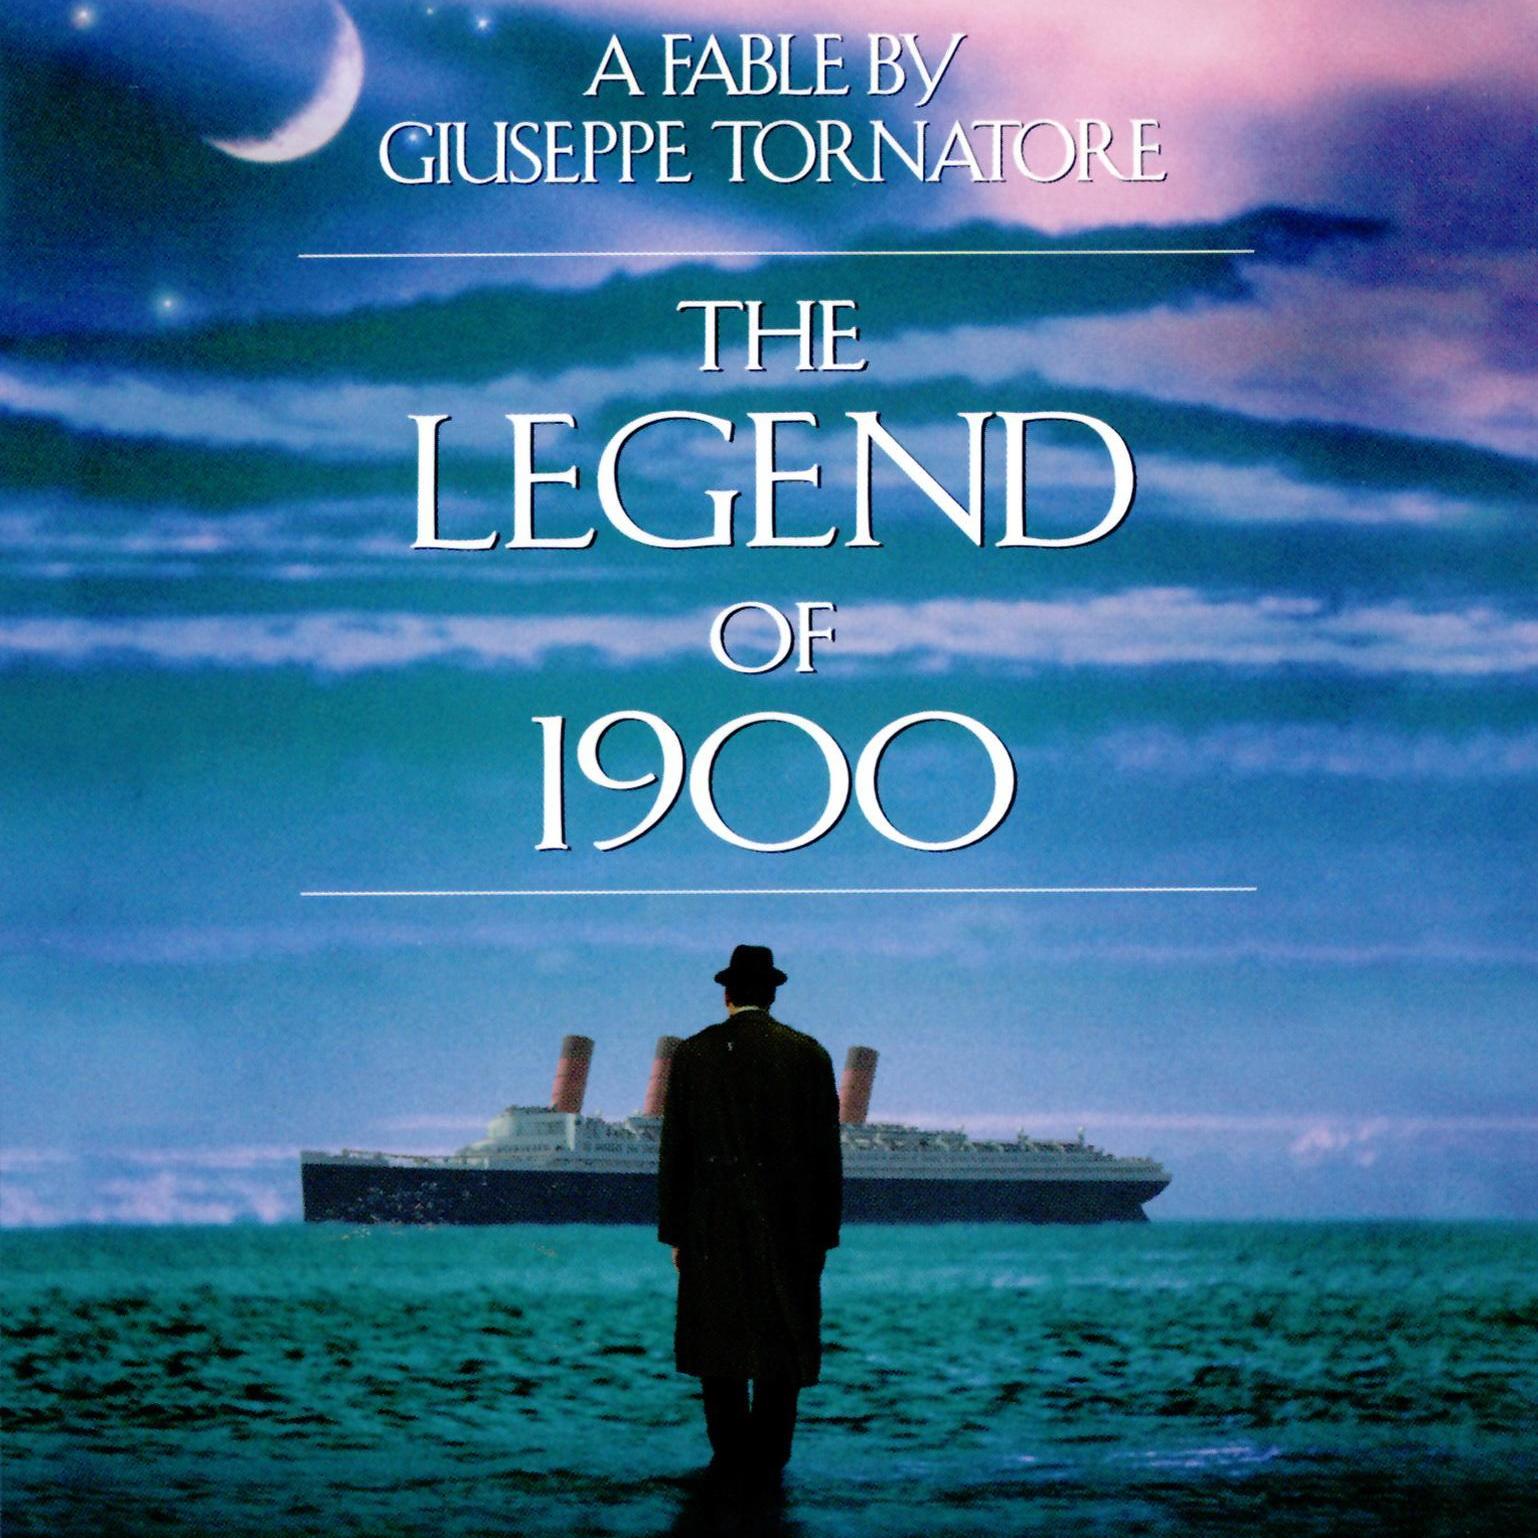 A FABLE BY
GIUSEPPE TORNATORE
THE
LEGEND
OF
1900